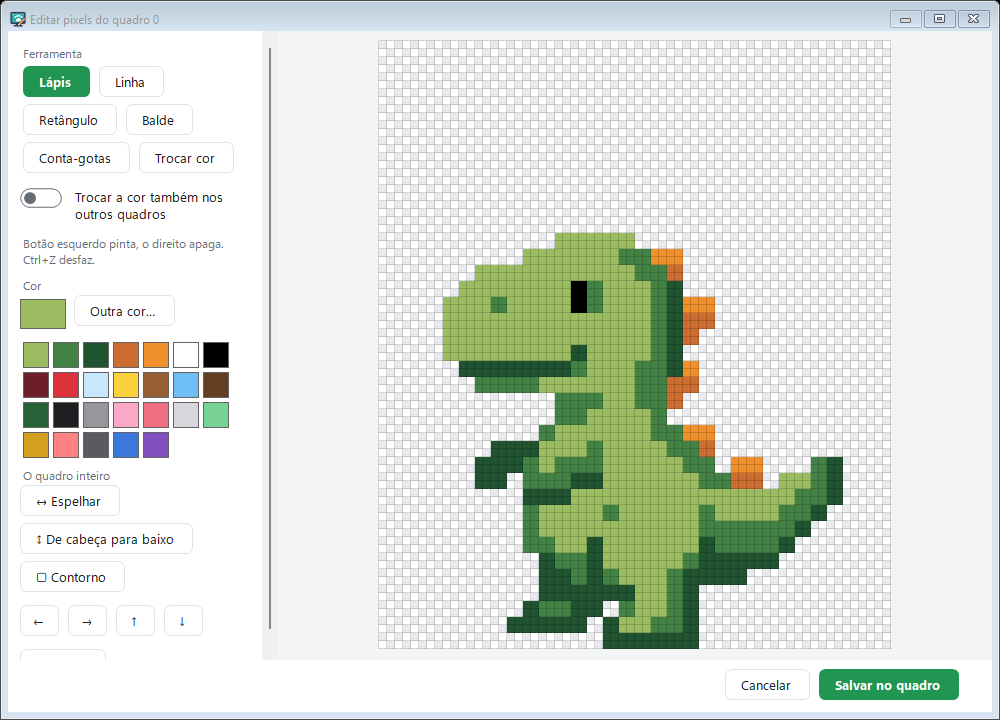 Editar pixels do quadro 0
Ferramenta
Lápis
Linha
Retângulo
Balde
Conta-gotas
Trocar cor
Trocar a cor também nos
outros quadros
Botão esquerdo pinta, o direito apaga.
Ctrl+Z desfaz.
Cor
Outra cor...
O quadro inteiro
↔ Espelhar
↕ De cabeça para baixo
▢ Contorno
←
→
↑
↓
Cancelar
Salvar no quadro